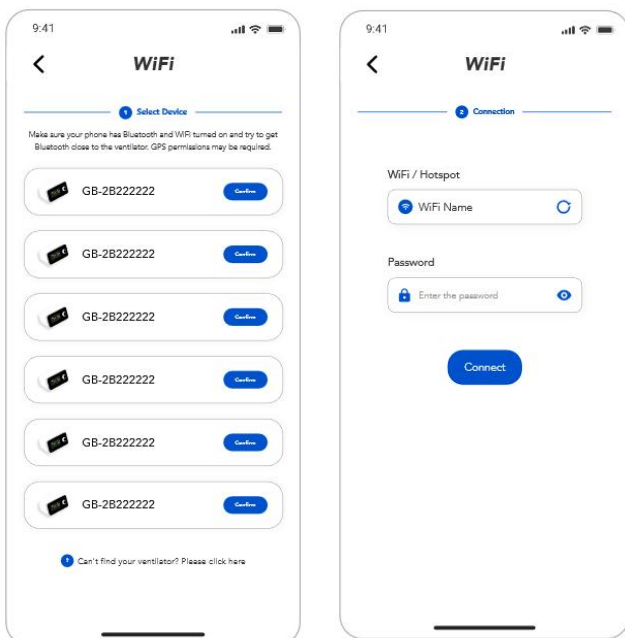 9:41
WiFi
1 Select Device
Make sure your phone has Bluetooth and WiFi turned on and try to get
Bluetooth close to the ventilator. GPS permissions may be required.
GB-2B222222 Confirm
GB-2B222222 Confirm
GB-2B222222 Confirm
GB-2B222222 Confirm
GB-2B222222 Confirm
GB-2B222222 Confirm
? Can't find your ventilator? Please click here
9:41
WiFi
2 Connection
WiFi / Hotspot
WiFi Name
Password
Enter the password
Connect